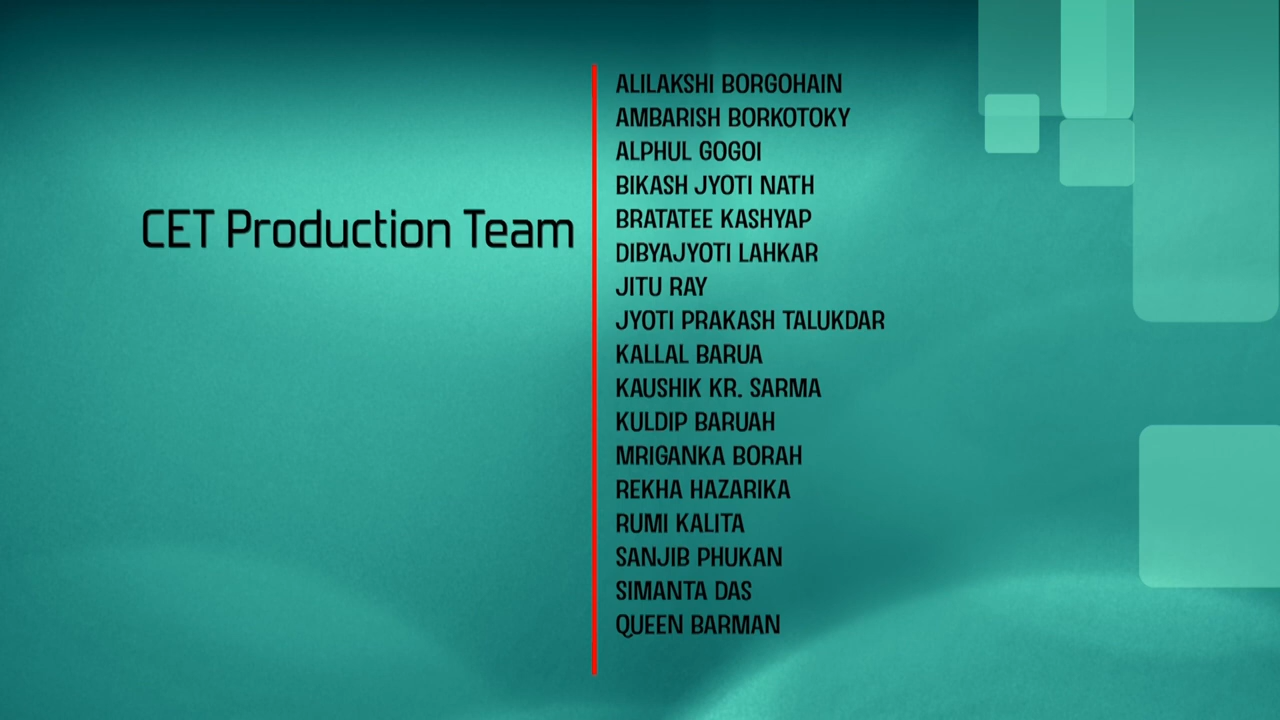 CET Production Team
ALILAKSHI BORGOHAIN
AMBARISH BORKOTOKY
ALPHUL GOGOI
BIKASH JYOTI NATH
BRATATEE KASHYAP
DIBYAJYOTI LAHKAR
JITU RAY
JYOTI PRAKASH TALUKDAR
KALLAL BARUA
KAUSHIK KR. SARMA
KULDIP BARUAH
MRIGANKA BORAH
REKHA HAZARIKA
RUMI KALITA
SANJIB PHUKAN
SIMANTA DAS
QUEEN BARMAN